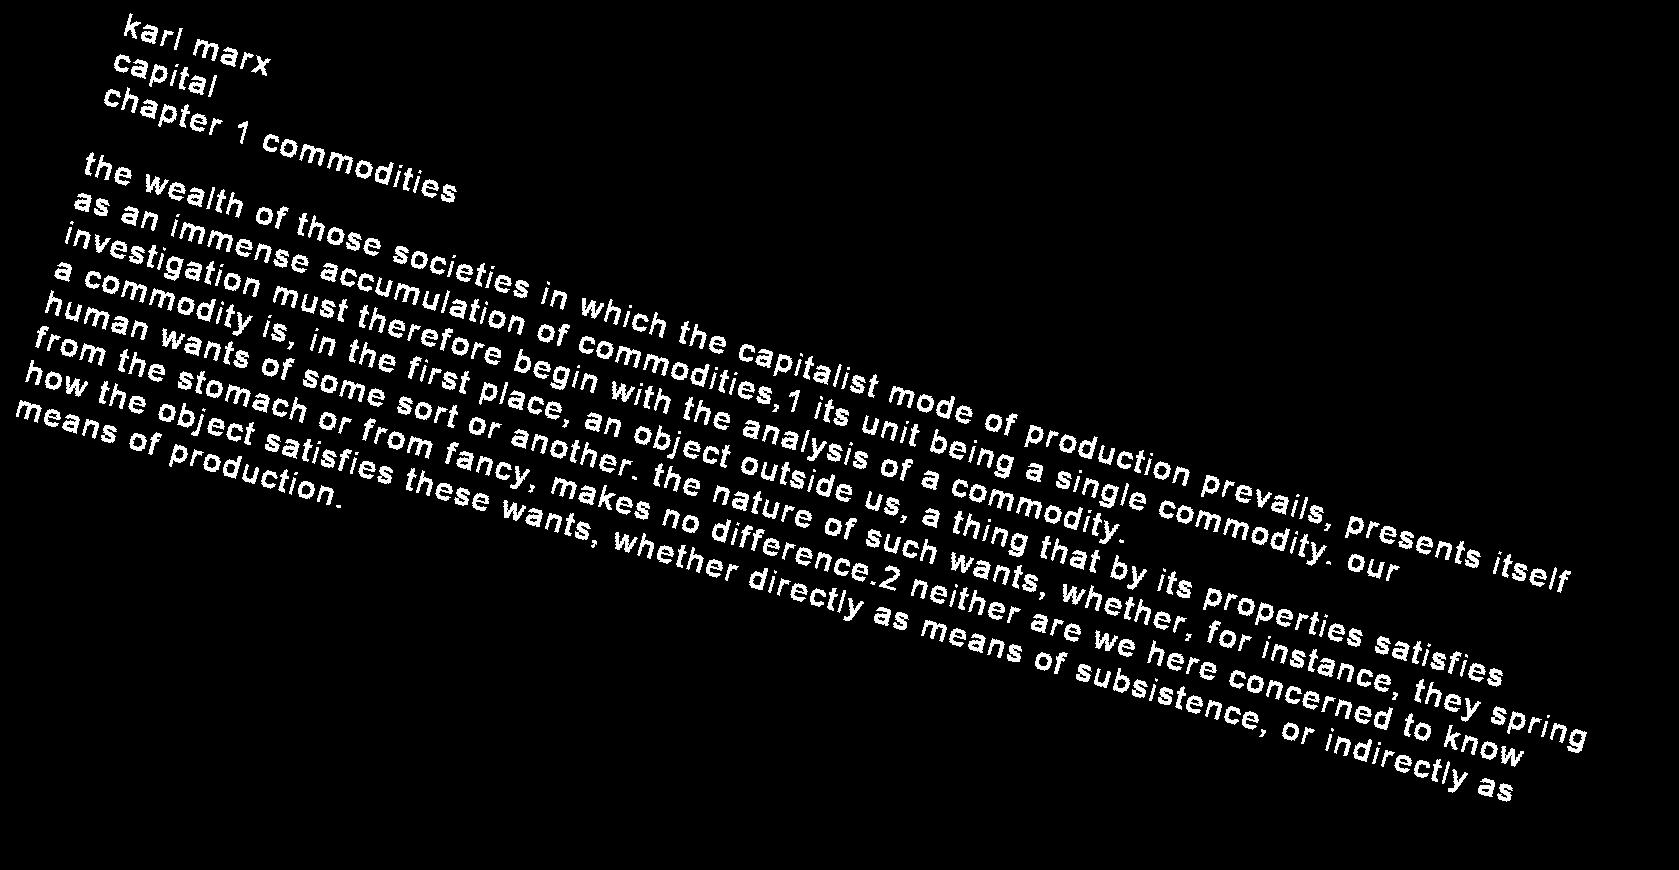 karl marx
capital
chapter 1 commodities
the wealth of those societies in which the capitalist mode of production prevails, presents itself
as an immense accumulation of commodities,1 its unit being a single commodity. our
investigation must therefore begin with the analysis of a commodity.
a commodity is, in the first place, an object outside us, a thing that by its properties satisfies
human wants of some sort or another. the nature of such wants, whether, for instance, they spring
from the stomach or from fancy, makes no difference.2 neither are we here concerned to know
how the object satisfies these wants, whether directly as means of subsistence, or indirectly as
means of production.